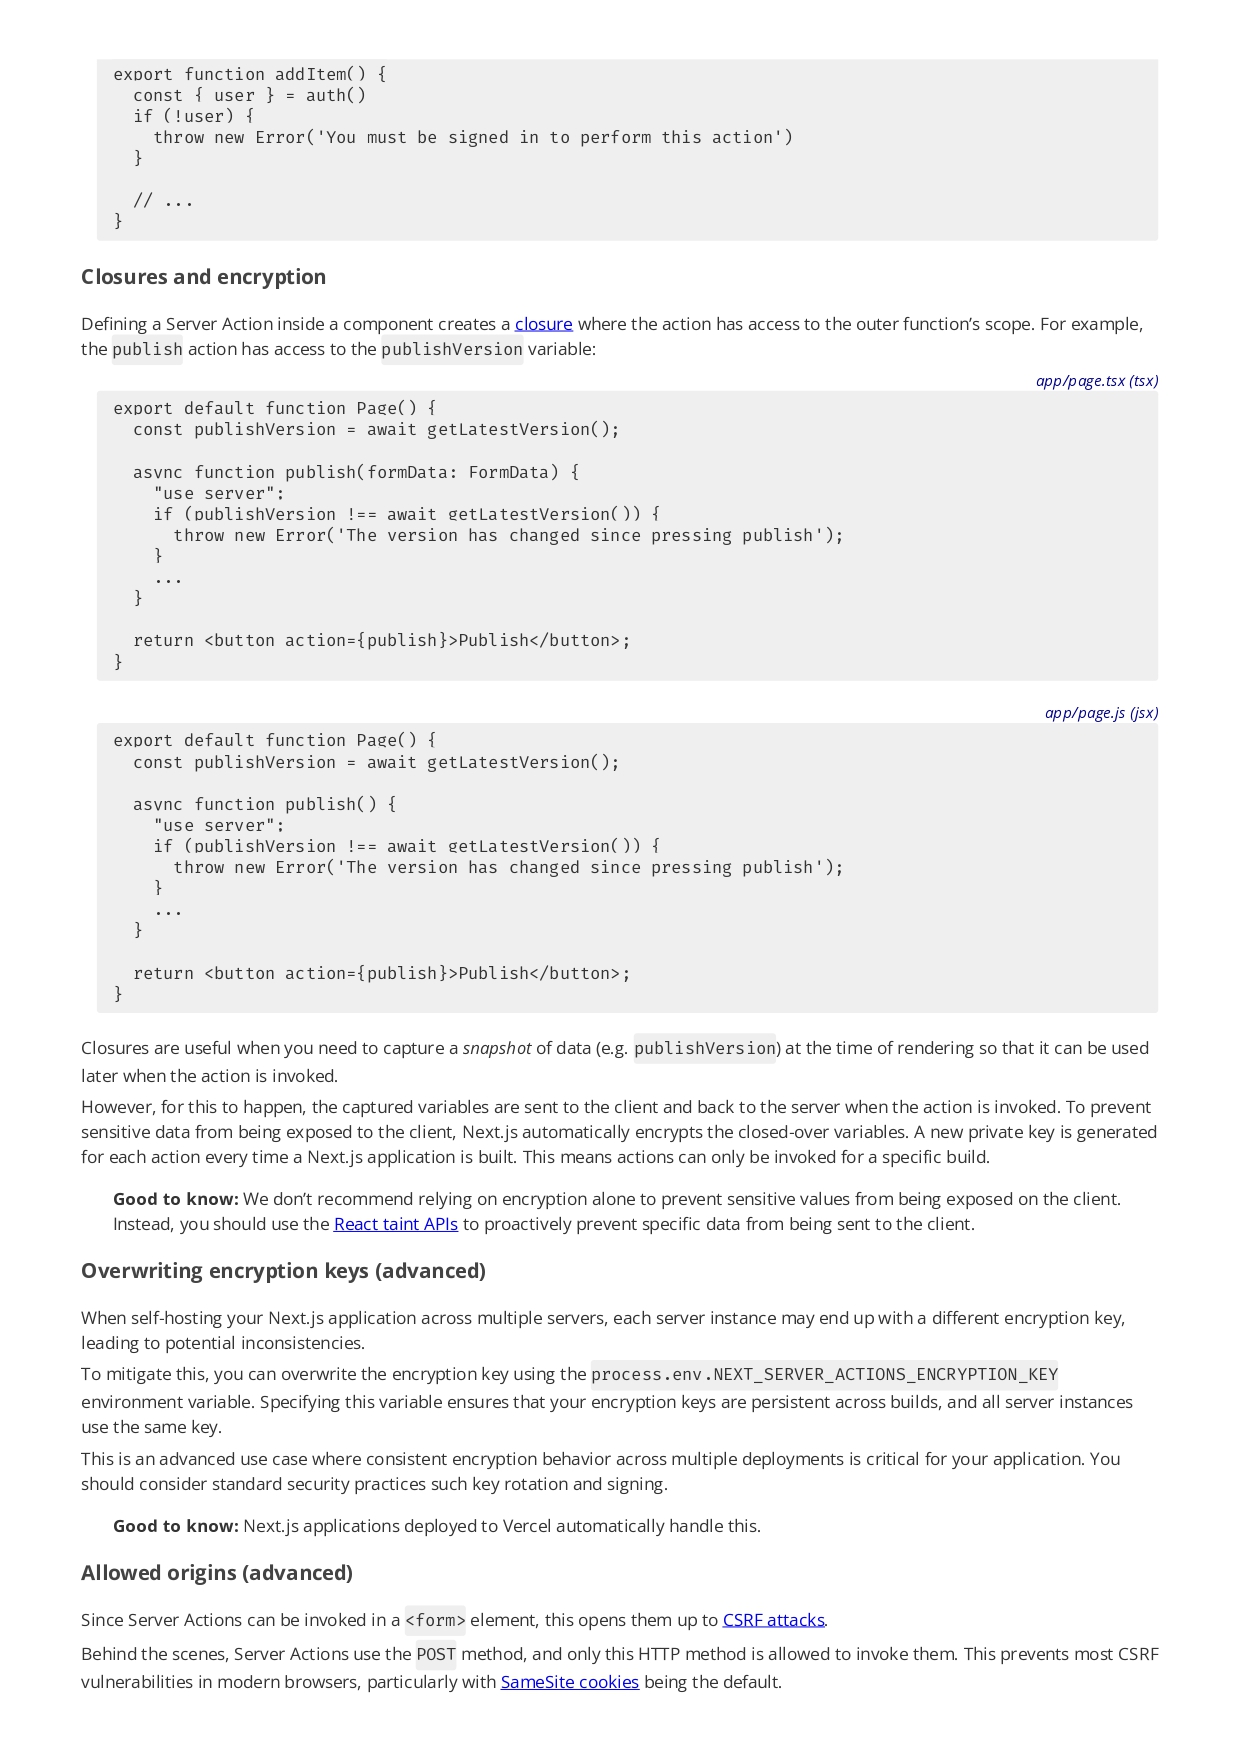 export function addItem() {
  const { user } = auth()
  if (!user) {
    throw new Error('You must be signed in to perform this action')
  }

  // ...
}
Closures and encryption
Defining a Server Action inside a component creates a closure where the action has access to the outer function’s scope. For example,
the publish action has access to the publishVersion variable:
app/page.tsx (tsx)
export default function Page() {
  const publishVersion = await getLatestVersion();

  async function publish(formData: FormData) {
    "use server";
    if (publishVersion !== await getLatestVersion()) {
      throw new Error('The version has changed since pressing publish');
    }
    ...
  }

  return <button action={publish}>Publish</button>;
}
app/page.js (jsx)
export default function Page() {
  const publishVersion = await getLatestVersion();

  async function publish() {
    "use server";
    if (publishVersion !== await getLatestVersion()) {
      throw new Error('The version has changed since pressing publish');
    }
    ...
  }

  return <button action={publish}>Publish</button>;
}
Closures are useful when you need to capture a snapshot of data (e.g. publishVersion) at the time of rendering so that it can be used
later when the action is invoked.
However, for this to happen, the captured variables are sent to the client and back to the server when the action is invoked. To prevent
sensitive data from being exposed to the client, Next.js automatically encrypts the closed-over variables. A new private key is generated
for each action every time a Next.js application is built. This means actions can only be invoked for a specific build.
Good to know: We don’t recommend relying on encryption alone to prevent sensitive values from being exposed on the client.
Instead, you should use the React taint APIs to proactively prevent specific data from being sent to the client.
Overwriting encryption keys (advanced)
When self-hosting your Next.js application across multiple servers, each server instance may end up with a different encryption key,
leading to potential inconsistencies.
To mitigate this, you can overwrite the encryption key using the process.env.NEXT_SERVER_ACTIONS_ENCRYPTION_KEY
environment variable. Specifying this variable ensures that your encryption keys are persistent across builds, and all server instances
use the same key.
This is an advanced use case where consistent encryption behavior across multiple deployments is critical for your application. You
should consider standard security practices such key rotation and signing.
Good to know: Next.js applications deployed to Vercel automatically handle this.
Allowed origins (advanced)
Since Server Actions can be invoked in a <form> element, this opens them up to CSRF attacks.
Behind the scenes, Server Actions use the POST method, and only this HTTP method is allowed to invoke them. This prevents most CSRF
vulnerabilities in modern browsers, particularly with SameSite cookies being the default.